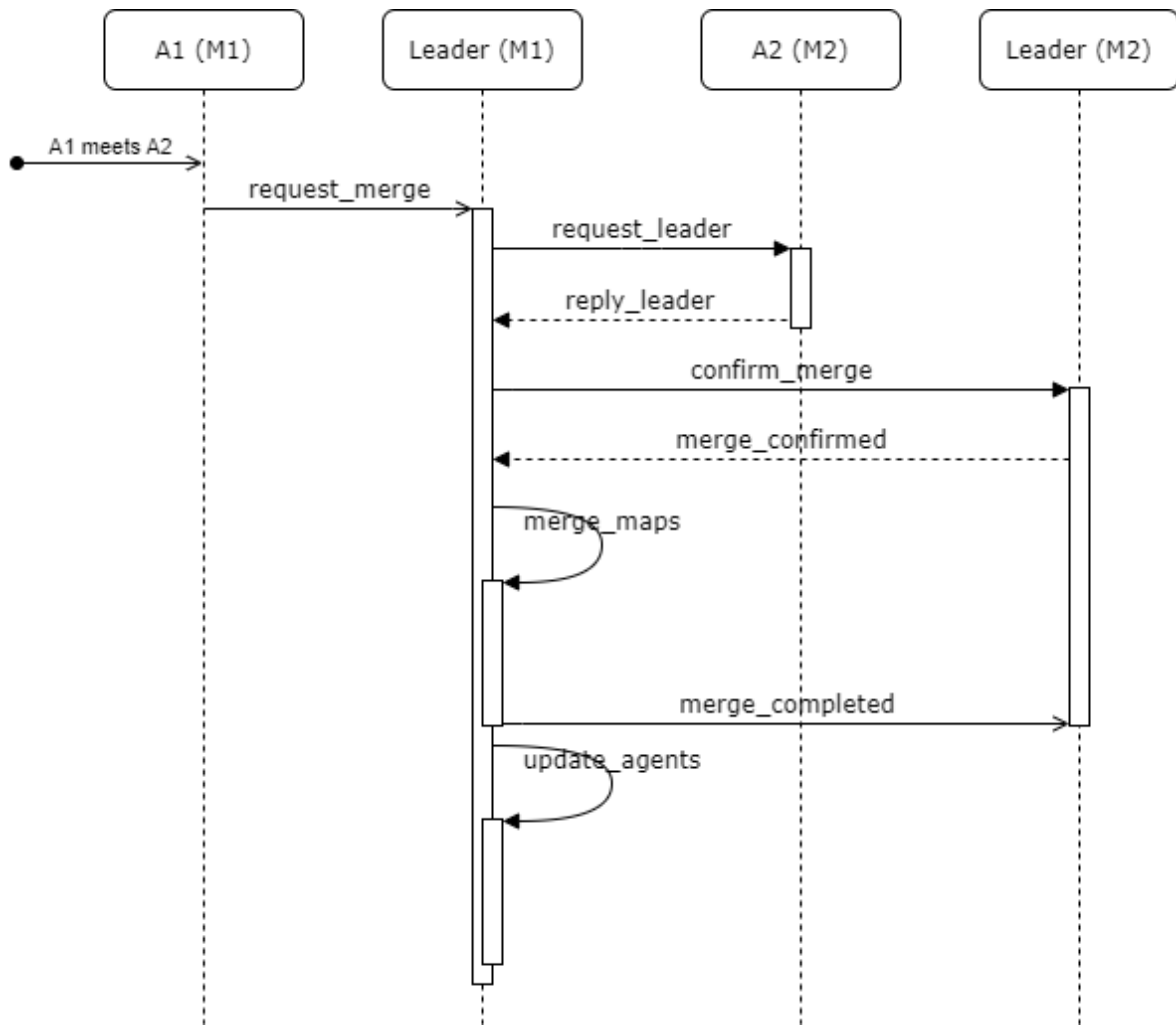 A1 (M1)
Leader (M1)
A2 (M2)
Leader (M2)
A1 meets A2
request_merge
request_leader
reply_leader
confirm_merge
merge_confirmed
merge_maps
merge_completed
update_agents